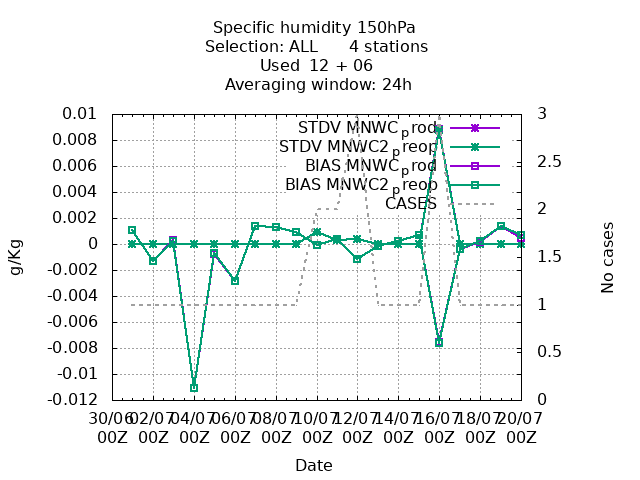 Specific humidity 150hPa
Selection: ALL 4 stations
Used 12 + 06
Averaging window: 24h
0.01
0.008
0.006
0.004
0.002
0
-0.002
-0.004
-0.006
-0.008
-0.01
-0.012
g/Kg
STDV MNWC_prod
STDV MNWC2_preop
BIAS MNWC_prod
BIAS MNWC2_preop
CASES
3
2.5
2
1.5
1
0.5
0
No cases
30/06 02/07 04/07 06/07 08/07 10/07 12/07 14/07 16/07 18/07 20/07
00Z 00Z 00Z 00Z 00Z 00Z 00Z 00Z 00Z 00Z 00Z
Date